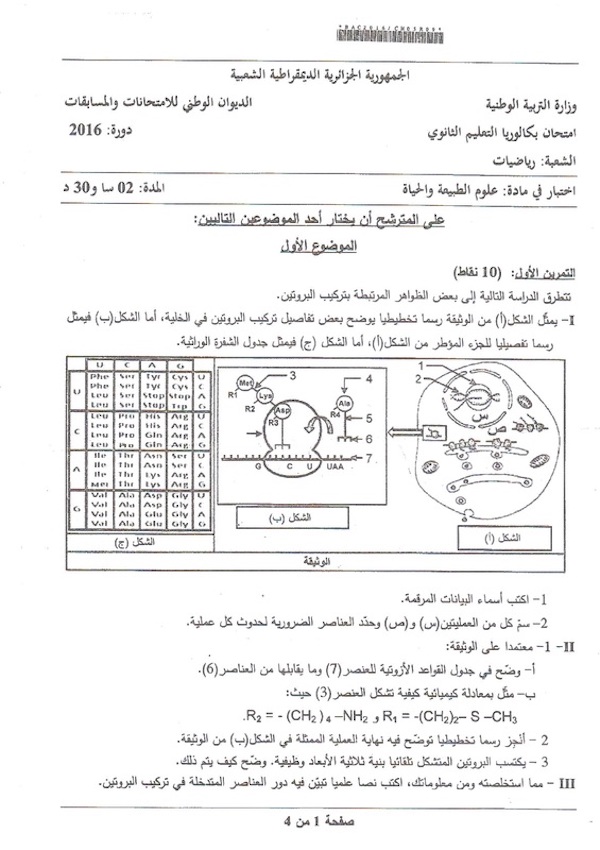 *BAC2016/CN01808*
الجمهورية الجزائرية الديمقراطية الشعبية
وزارة التربية الوطنية الديوان الوطني للامتحانات والمسابقات
امتحان بكالوريا التعليم الثانوي دورة: 2016
الشعبة: رياضيات
اختبار في مادة: علوم الطبيعة والحياة المدة: 02 سا و30 د
على المترشح أن يختار أحد الموضوعين التاليين:
الموضوع الأول
التمرين الأول: (10 نقاط)
تتطرق الدراسة التالية إلى بعض الظواهر المرتبطة بتركيب البروتين.
I- يمثّل الشكل(أ) من الوثيقة رسما تخطيطيا يوضح بعض تفاصيل تركيب البروتين في الخلية، أما الشكل(ب) فيمثل
رسما تفصيليا للجزء المؤطر من الشكل(أ)، أما الشكل (ج) فيمثل جدول الشفرة الوراثية.
U C A G
U Phe Ser Tyr Cys U
Phe Ser Tyr Cys C
Leu Ser Stop Stop A
Leu Ser Stop Trp G
C Leu Pro His Arg U
Leu Pro His Arg C
Leu Pro Gln Arg A
Leu Pro Gln Arg G
A Ile Thr Asn Ser U
Ile Thr Asn Ser C
Ile Thr Lys Arg A
Met Thr Lys Arg G
G Val Ala Asp Gly U
Val Ala Asp Gly C
Val Ala Glu Gly A
Val Ala Glu Gly G
الشكل (ج)
Met 3
R1 Lys
R2 Asp
R3
4
Ala
R4 5
6
7
G C U UAA
الشكل (ب)
1
2
س
ص
الشكل (أ)
الوثيقة
1- اكتب أسماء البيانات المرقمة.
2- سمّ كل من العمليتين(س) و(ص) وحدّد العناصر الضرورية لحدوث كل عملية.
II- 1- معتمدا على الوثيقة:
أ- وضّح في جدول القواعد الأزوتية للعنصر(7) وما يقابلها من العناصر(6).
ب- مثّل بمعادلة كيميائية كيفية تشكل العنصر(3) حيث:
R₁ = -(CH₂)₂– S –CH₃ و R₂ = - (CH₂)₄ –NH₂.
2 - أنجز رسما تخطيطيا توضّح فيه نهاية العملية الممثلة في الشكل(ب) من الوثيقة.
3 - يكتسب البروتين المتشكل تلقائيا بنية ثلاثية الأبعاد وظيفية. وضّح كيف يتم ذلك.
III - مما استخلصته ومن معلوماتك، اكتب نصا علميا تبيّن فيه دور العناصر المتدخلة في تركيب البروتين.
صفحة 1 من 4